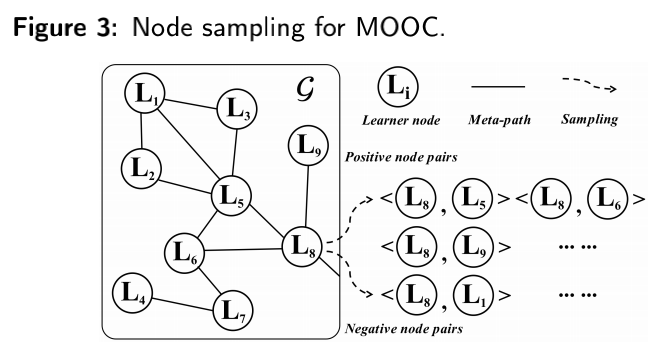 Figure 3: Node sampling for MOOC.
L1
G
Li
L3
Learner node
Meta-path
Sampling
L9
Positive node pairs
L2
L5
< L8 , L5 > < L8 , L6 >
L6
L8
< L8 , L9 > ... ...
L4
< L8 , L1 > ... ...
L7
Negative node pairs